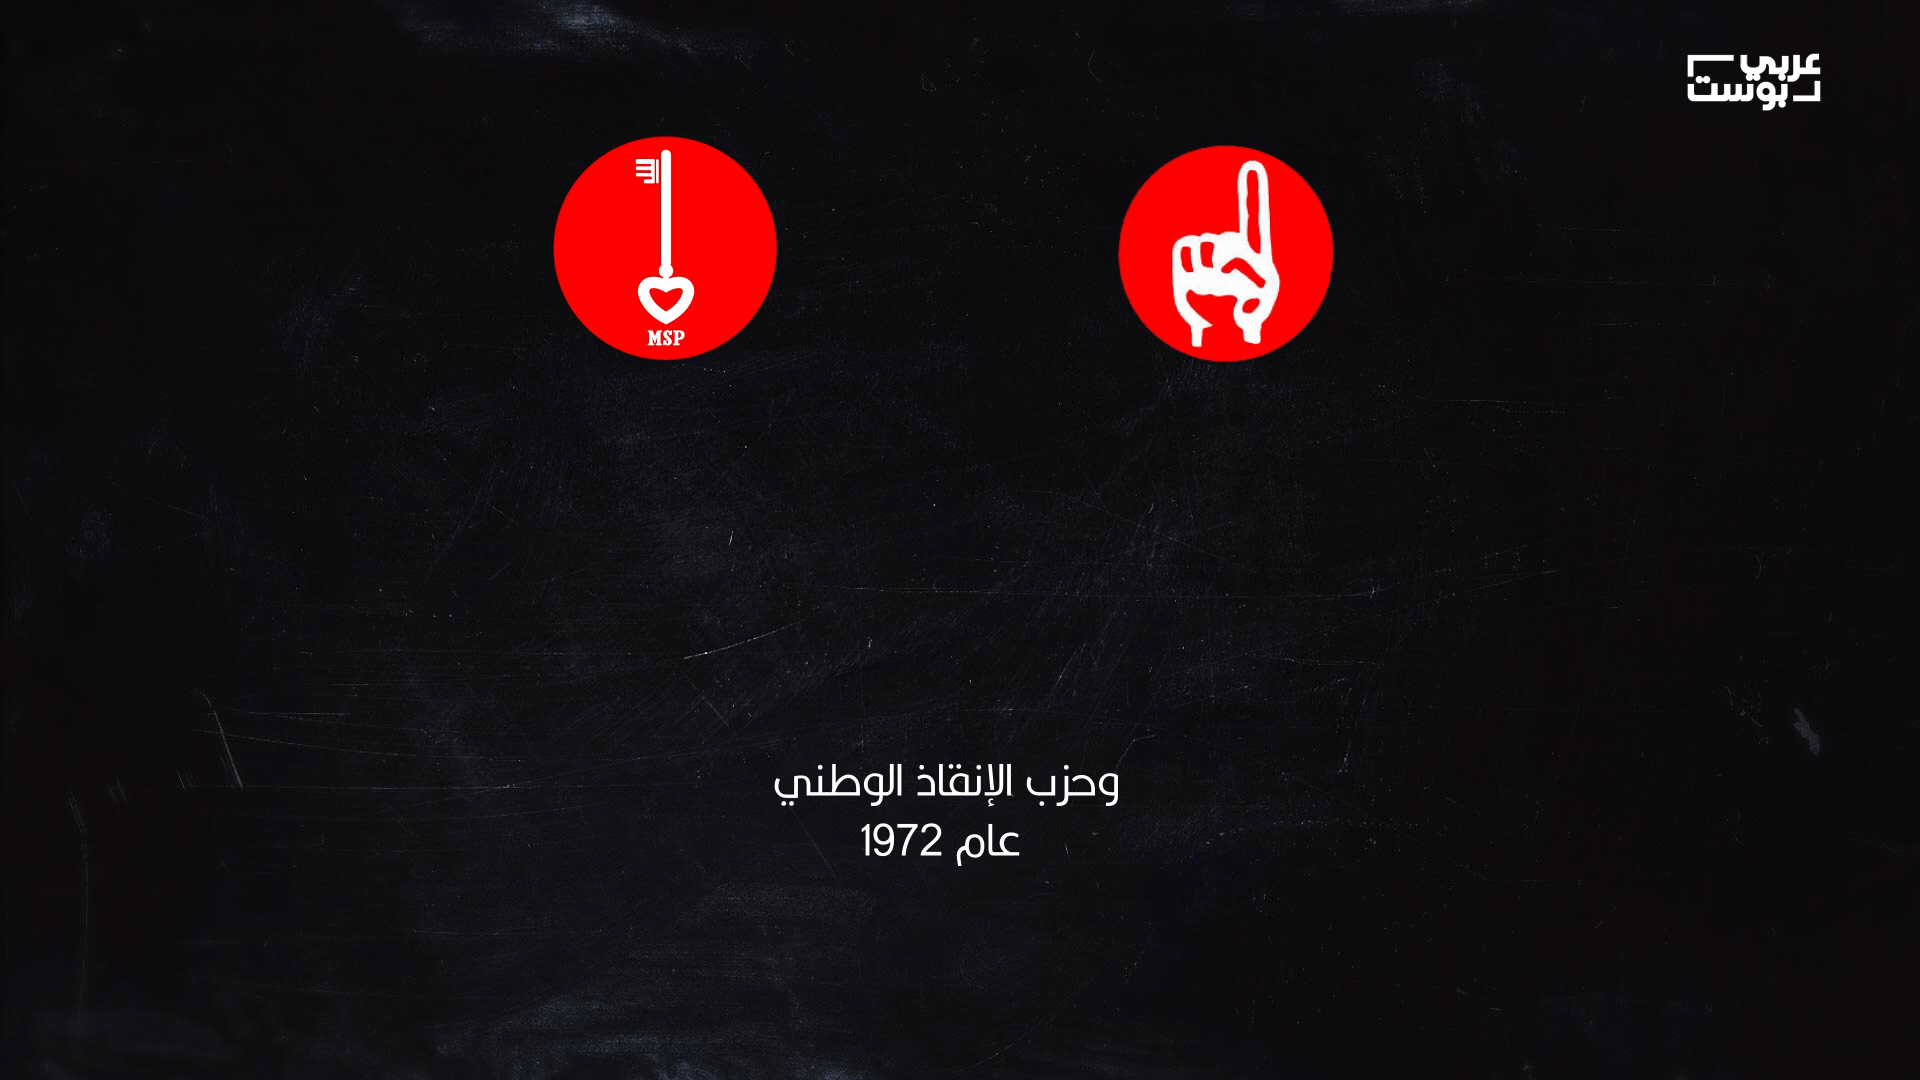 عربي
بوست
MSP
وحزب الإنقاذ الوطني
عام 1972